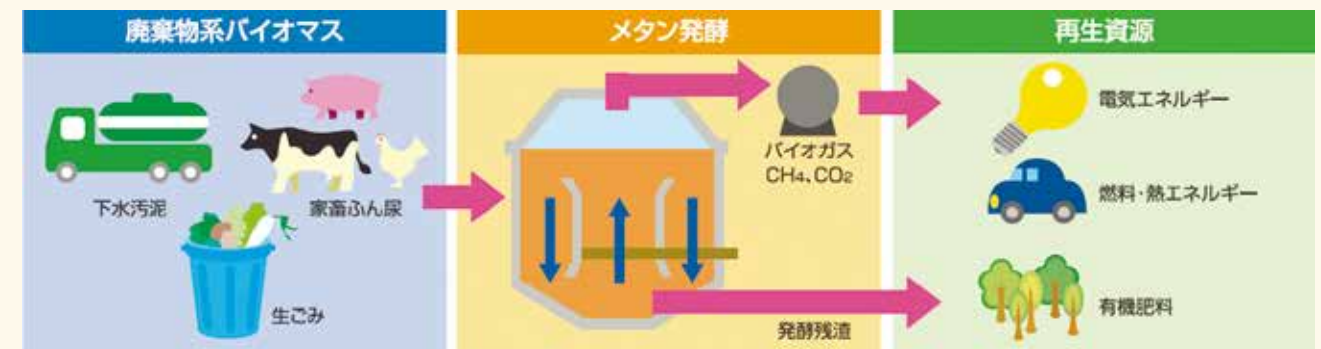 廃棄物系バイオマス
下水汚泥
家畜ふん尿
生ごみ
メタン発酵
バイオガス
CH₄、CO₂
発酵残渣
再生資源
電気エネルギー
燃料・熱エネルギー
有機肥料